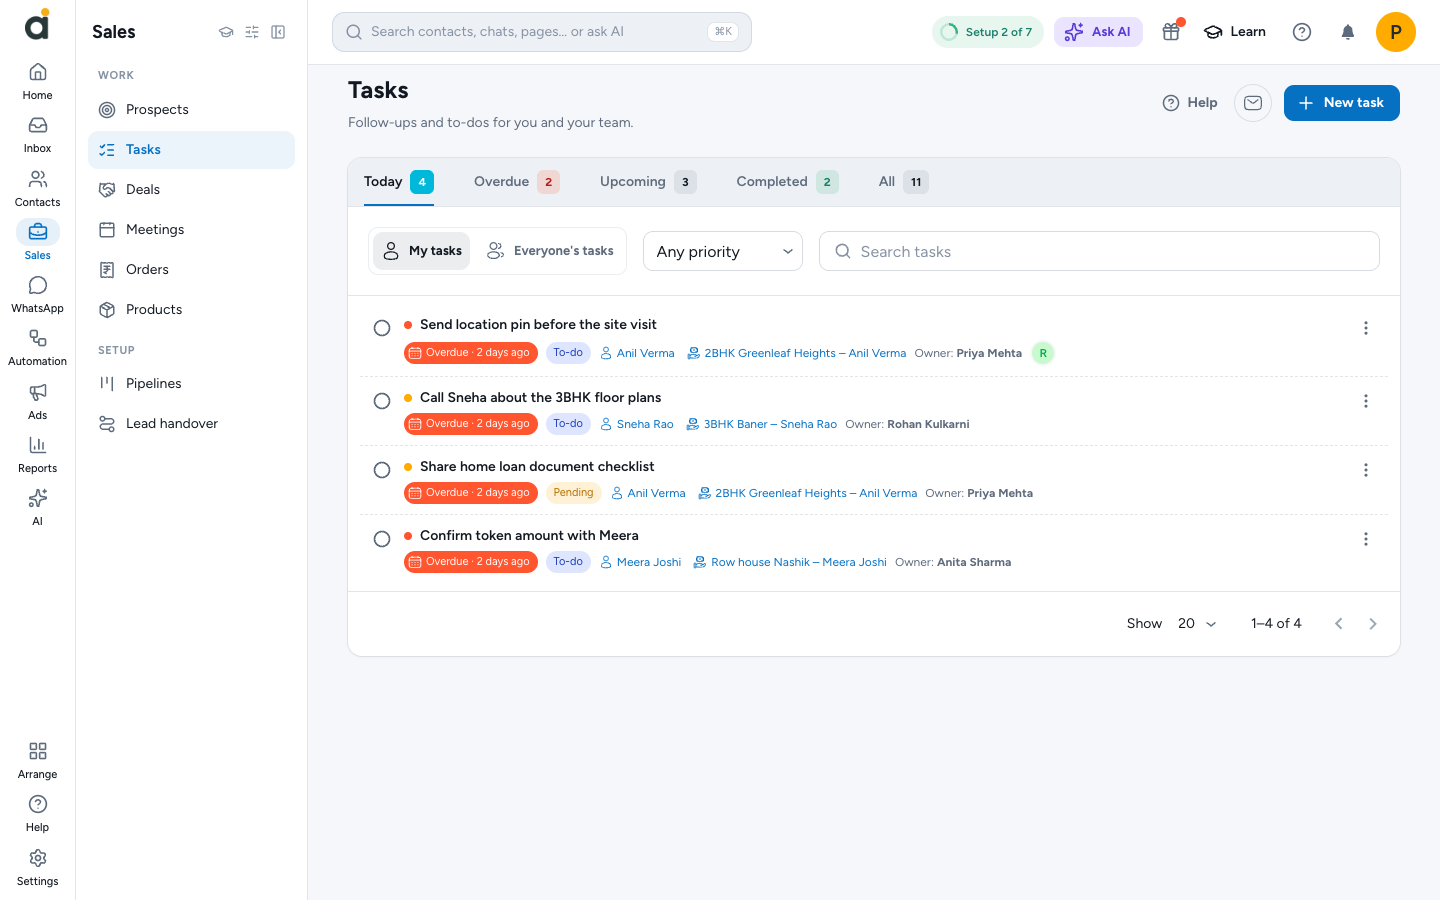 Sales
Search contacts, chats, pages... or ask AI
⌘K
Setup 2 of 7
Ask AI
Learn
P
Home
Inbox
Contacts
Sales
WhatsApp
Automation
Ads
Reports
AI
Arrange
Help
Settings
WORK
Prospects
Tasks
Deals
Meetings
Orders
Products
SETUP
Pipelines
Lead handover
Tasks
Follow-ups and to-dos for you and your team.
Help
New task
Today 4
Overdue 2
Upcoming 3
Completed 2
All 11
My tasks
Everyone's tasks
Any priority
Search tasks
Send location pin before the site visit
Overdue · 2 days ago To-do Anil Verma 2BHK Greenleaf Heights – Anil Verma Owner: Priya Mehta R
Call Sneha about the 3BHK floor plans
Overdue · 2 days ago To-do Sneha Rao 3BHK Baner – Sneha Rao Owner: Rohan Kulkarni
Share home loan document checklist
Overdue · 2 days ago Pending Anil Verma 2BHK Greenleaf Heights – Anil Verma Owner: Priya Mehta
Confirm token amount with Meera
Overdue · 2 days ago To-do Meera Joshi Row house Nashik – Meera Joshi Owner: Anita Sharma
Show 20 1–4 of 4